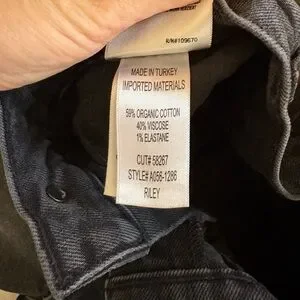 RN#109670
MADE IN TURKEY
IMPORTED MATERIALS
59% ORGANIC COTTON
40% VISCOSE
1% ELASTANE
CUT# 58267
STYLE# A056-1286
RILEY